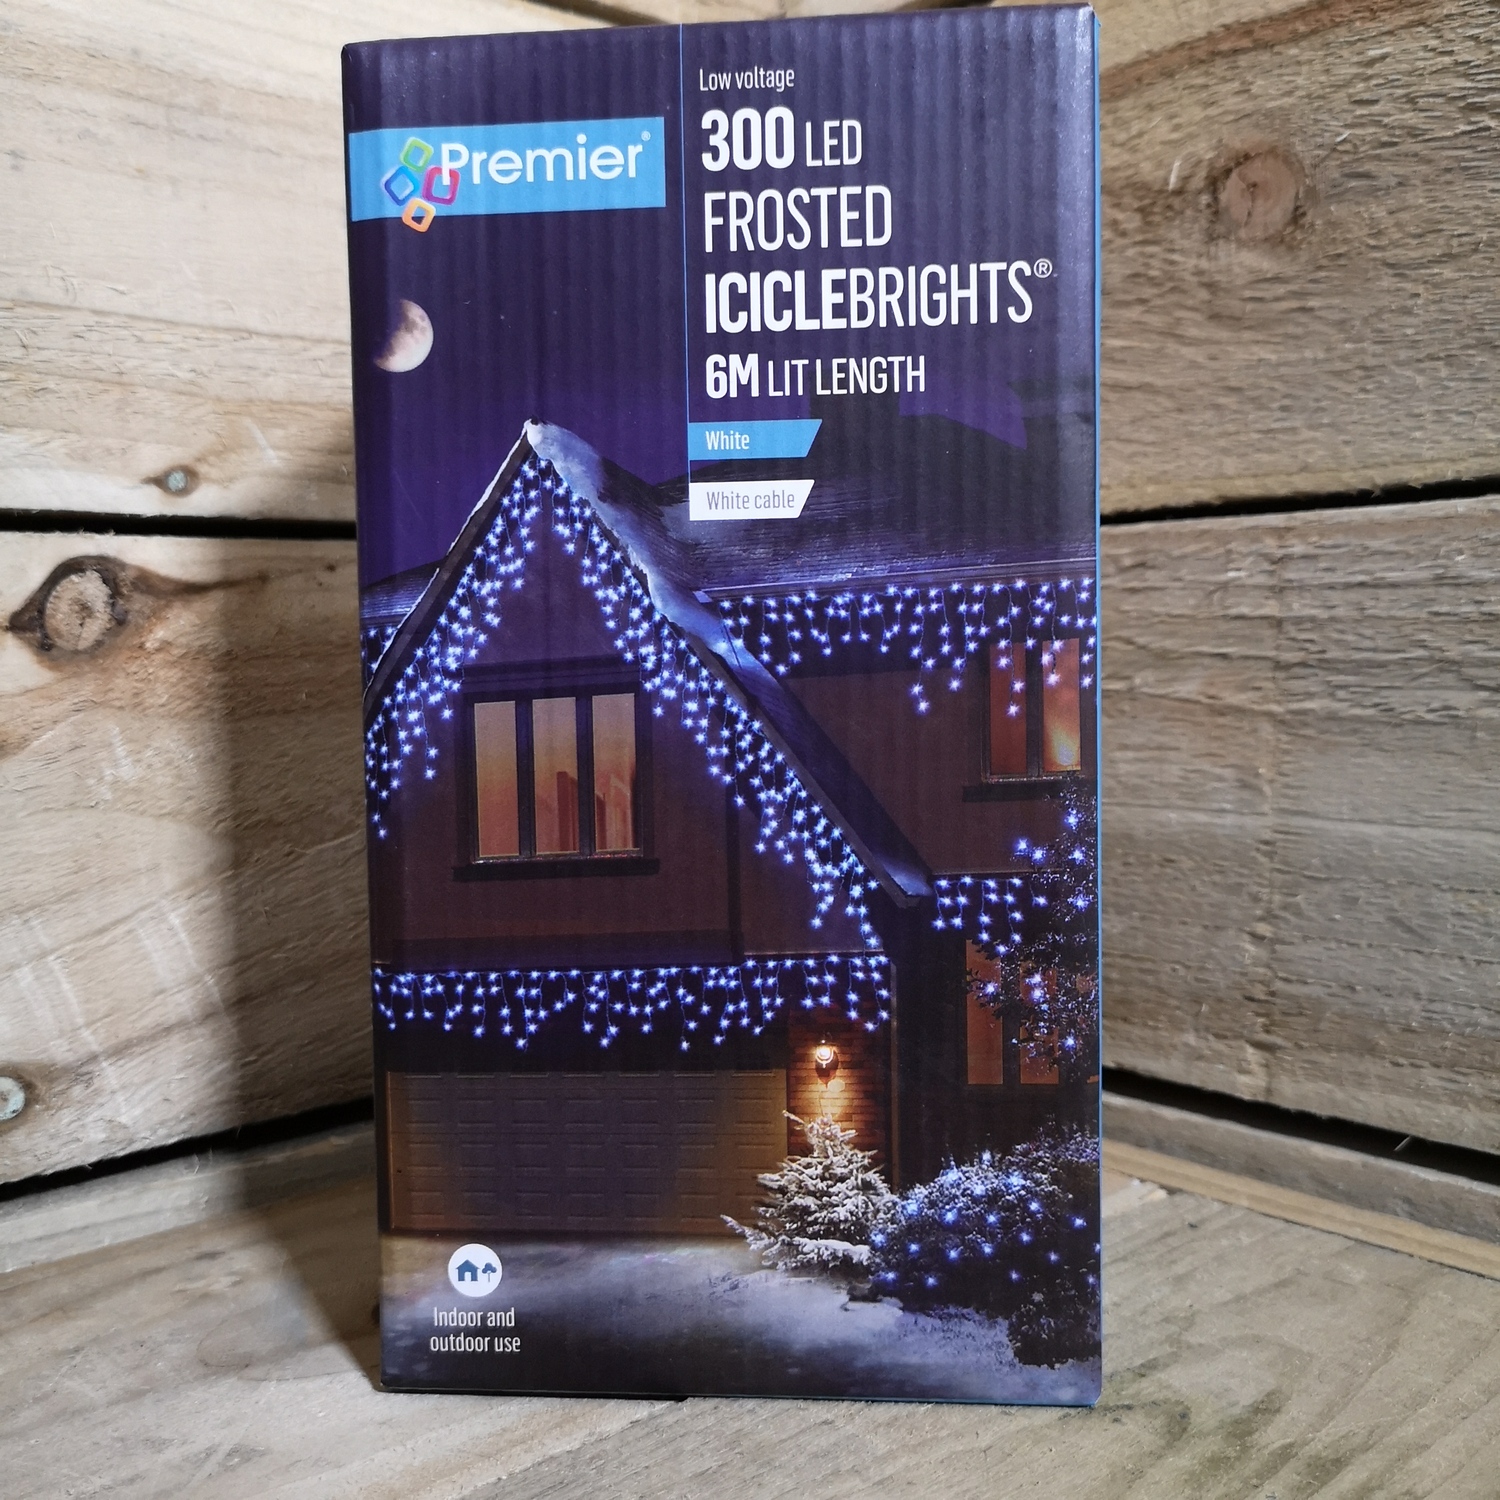 Premier®
Low voltage
300 LED
FROSTED
ICICLEBRIGHTS®
6M LIT LENGTH
White
White cable
Indoor and
outdoor use